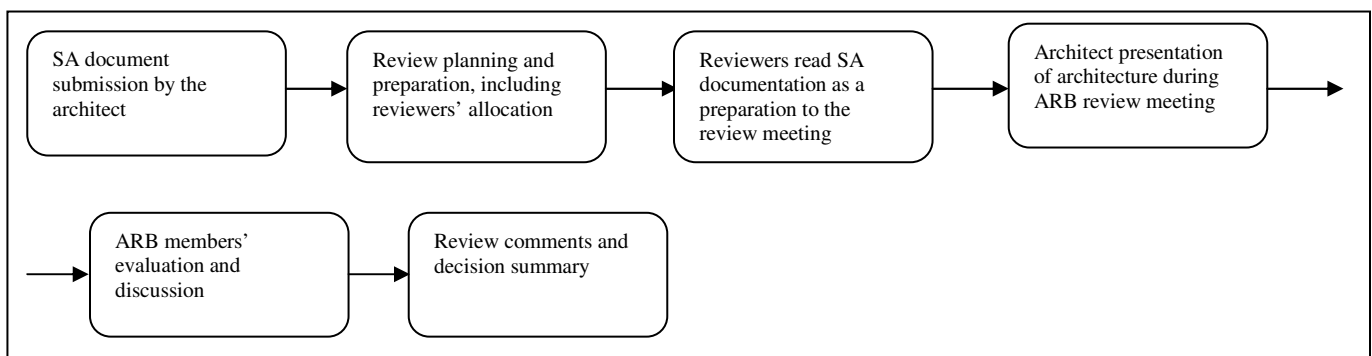 SA document
submission by the
architect
Review planning and
preparation, including
reviewers’ allocation
Reviewers read SA
documentation as a
preparation to the
review meeting
Architect presentation
of architecture during
ARB review meeting
ARB members’
evaluation and
discussion
Review comments and
decision summary